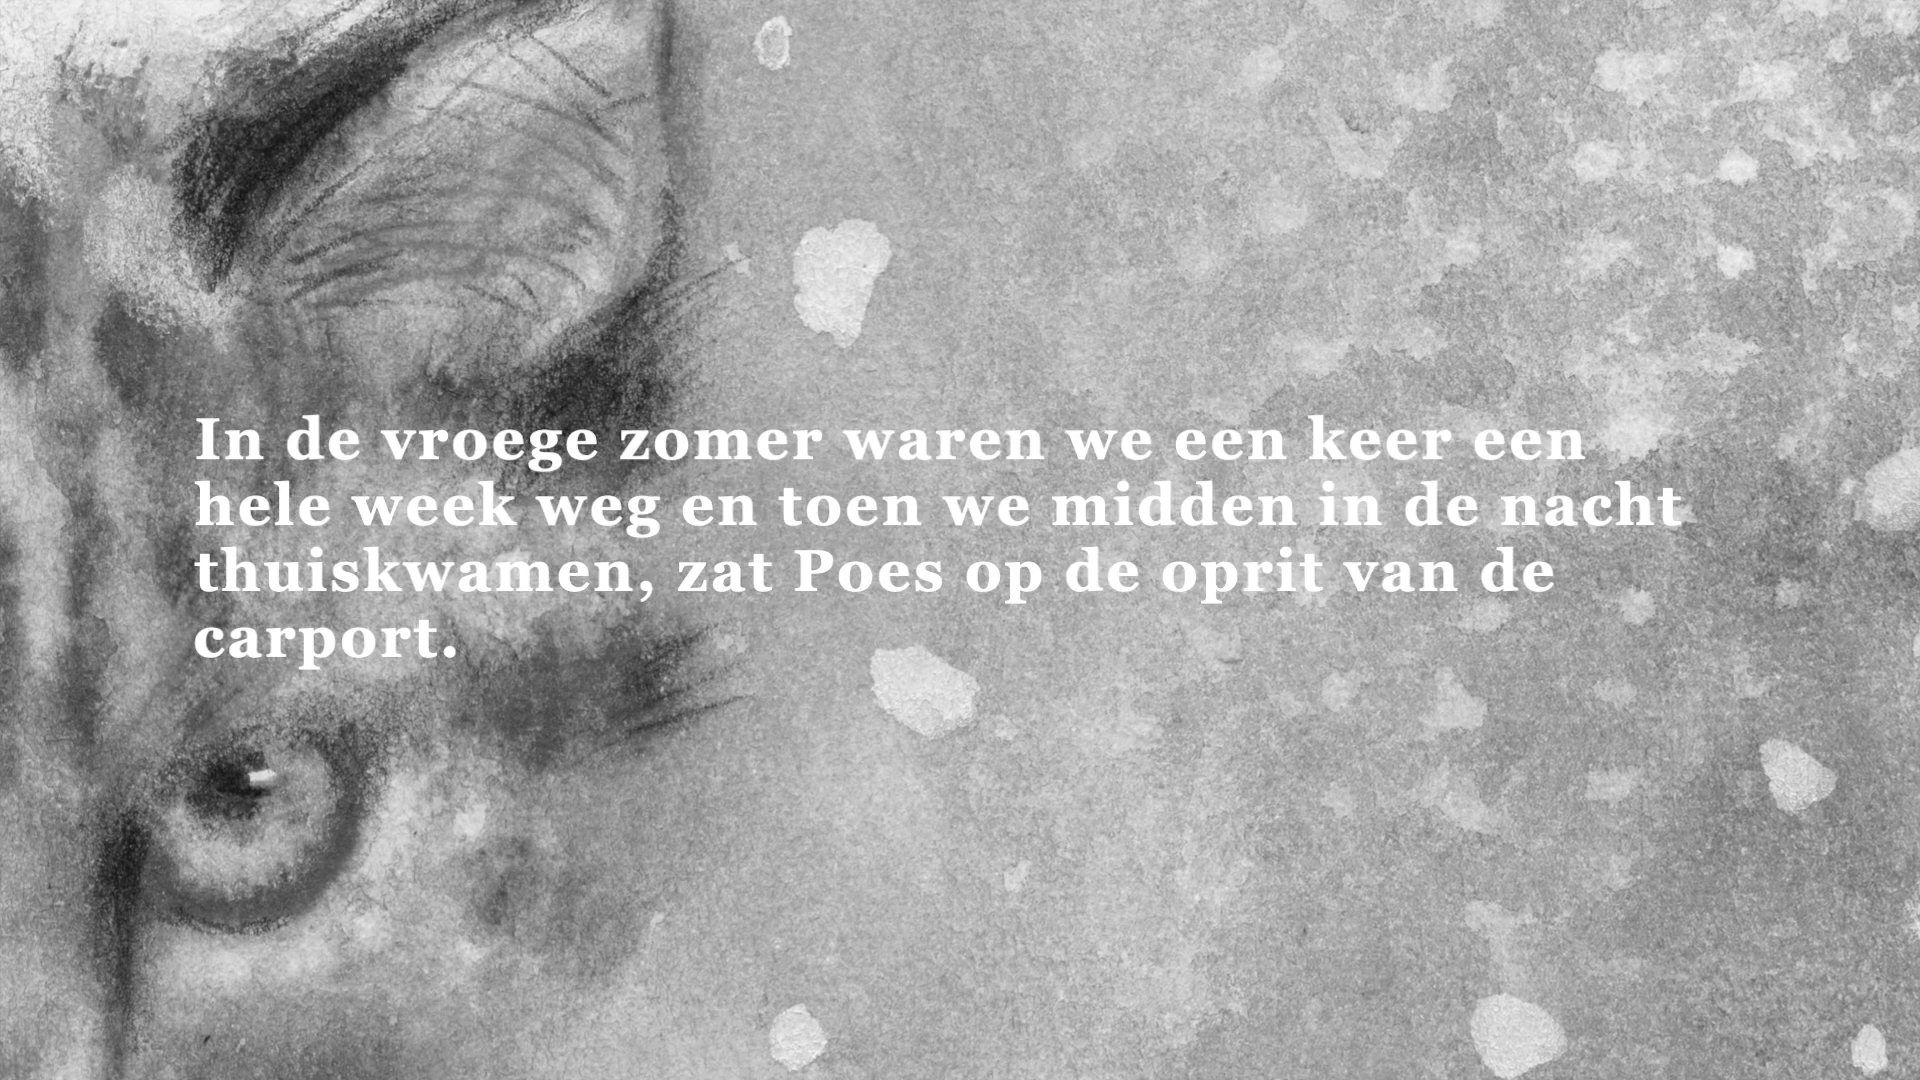 In de vroege zomer waren we een keer een
hele week weg en toen we midden in de nacht
thuiskwamen, zat Poes op de oprit van de
carport.